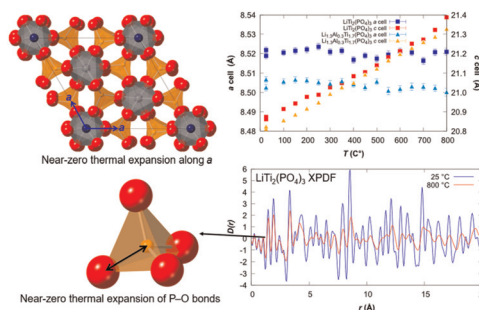 a
a
Near-zero thermal expansion along a
LiTi₂(PO₄)₃ a cell
LiTi₂(PO₄)₃ c cell
Li₁.₃Al₀.₃Ti₁.₇(PO₄)₃ a cell
Li₁.₃Al₀.₃Ti₁.₇(PO₄)₃ c cell
a cell (Å)
8.54
8.53
8.52
8.51
8.50
8.49
8.48
21.4
21.3
21.2
21.1
21.0
20.9
20.8
c cell (Å)
0 100 200 300 400 500 600 700 800
T (C°)
Near-zero thermal expansion of P–O bonds
LiTi₂(PO₄)₃ XPDF
25 °C
800 °C
D(r)
6
5
4
3
2
1
0
-1
-2
-3
-4
0 5 10 15 20
r (Å)